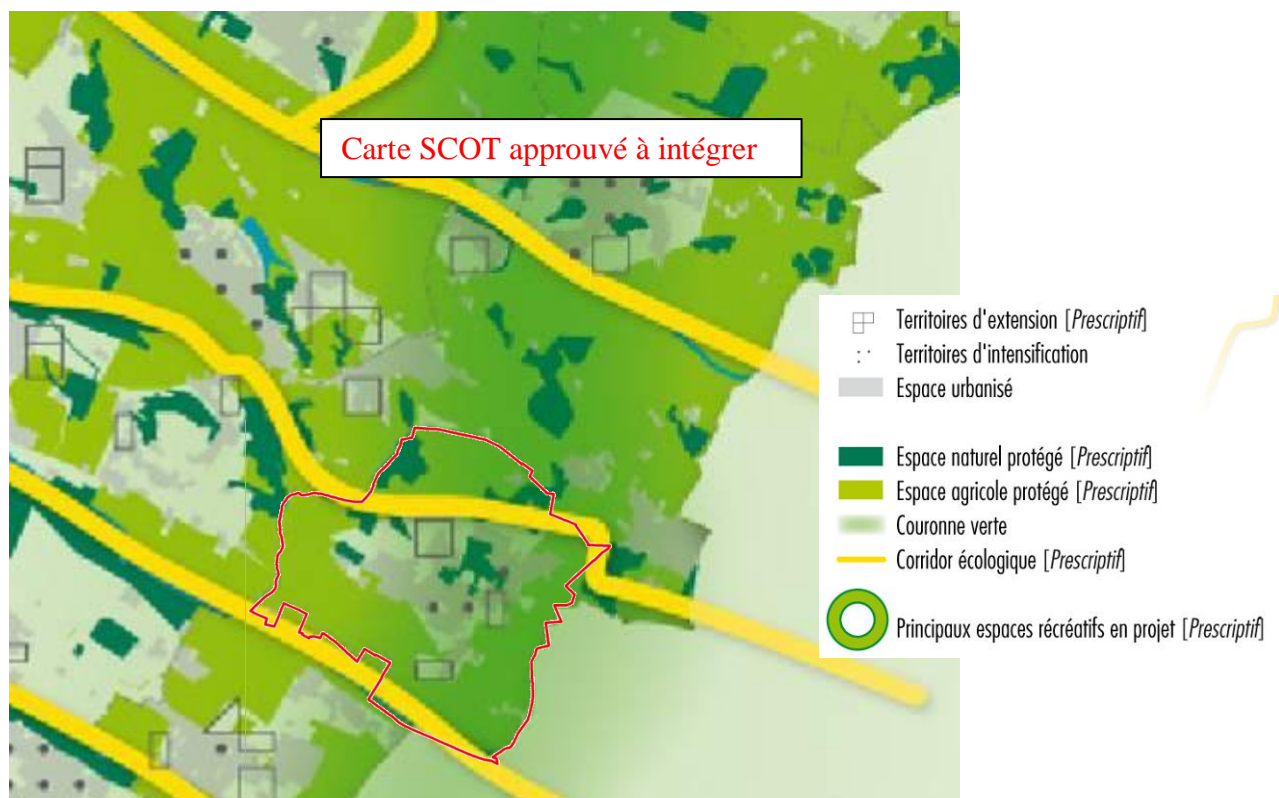 Carte SCOT approuvé à intégrer
Territoires d'extension [Prescriptif]
Territoires d'intensification
Espace urbanisé
Espace naturel protégé [Prescriptif]
Espace agricole protégé [Prescriptif]
Couronne verte
Corridor écologique [Prescriptif]
Principaux espaces récréatifs en projet [Prescriptif]